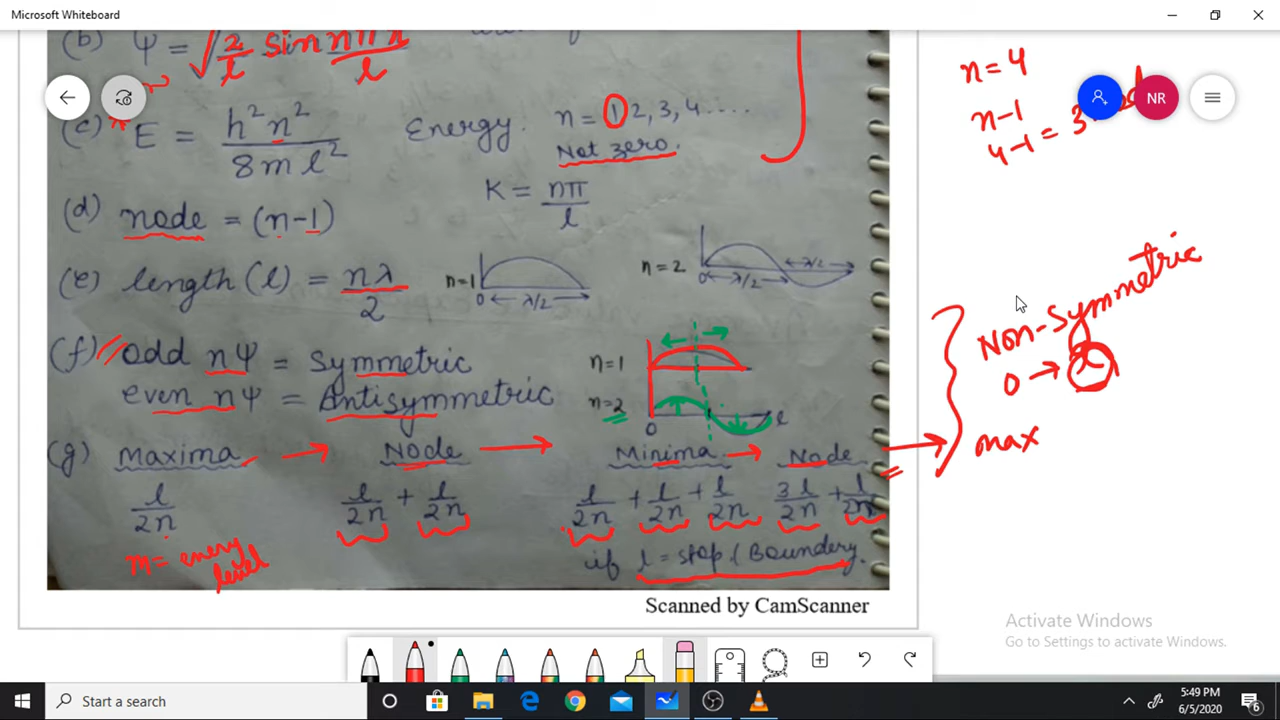 Microsoft Whiteboard
(b) Ψ = √2/l sin nπx/l
(c) E = h²n²/8ml² Energy. n = 1 2, 3, 4 ....
Not zero.
K = nπ/l
(d) node = (n-1)
(e) length (l) = nλ/2 n=1 0 ← λ/2 → n=2 0 ← λ/2 → ← λ/2 →
(f) odd nΨ = Symmetric n=1
even nΨ = Antisymmetric n=2
0 l
(g) Maxima → Node → Minima → Node
l/2n l/2n + l/2n l/2n + l/2n + l/2n 3l/2n + l/2n
if l = stop (Boundery.
n = enery
level
Scanned by CamScanner
n = 4
n-1
4-1 = 3
NR
Non-Symmetric
0 →
max
Activate Windows
Go to Settings to activate Windows.
Start a search
5:49 PM
6/5/2020
6